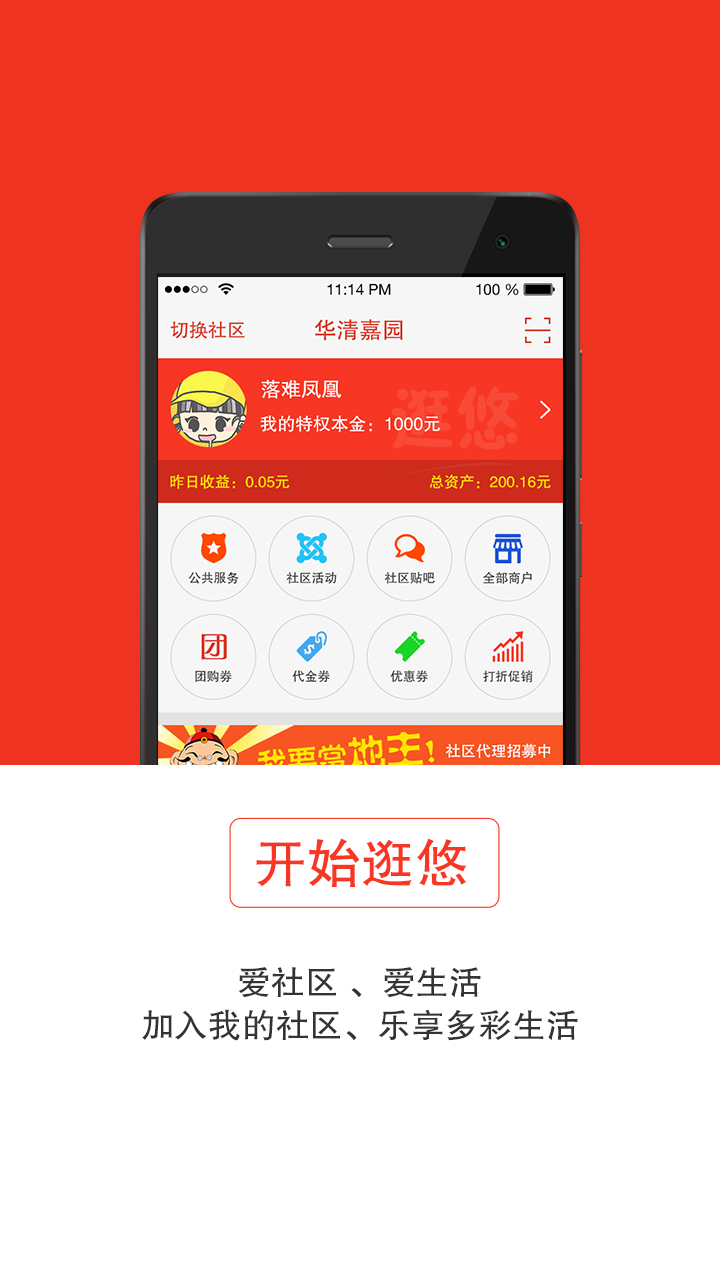 11:14 PM 100 %
切换社区 华清嘉园
落难凤凰
我的特权本金：1000元
逛悠
昨日收益：0.05元 总资产：200.16元
公共服务 社区活动 社区贴吧 全部商户
团购券 代金券 优惠券 打折促销
我要当地主! 社区代理招募中
开始逛悠
爱社区 、爱生活
加入我的社区、乐享多彩生活